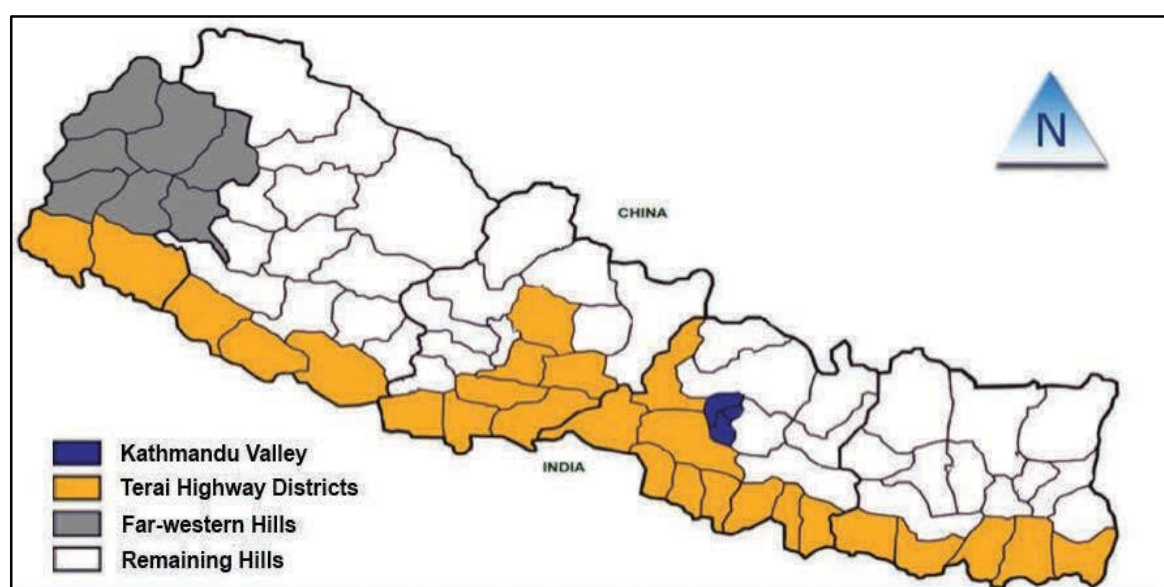 N
CHINA
INDIA
Kathmandu Valley
Terai Highway Districts
Far-western Hills
Remaining Hills